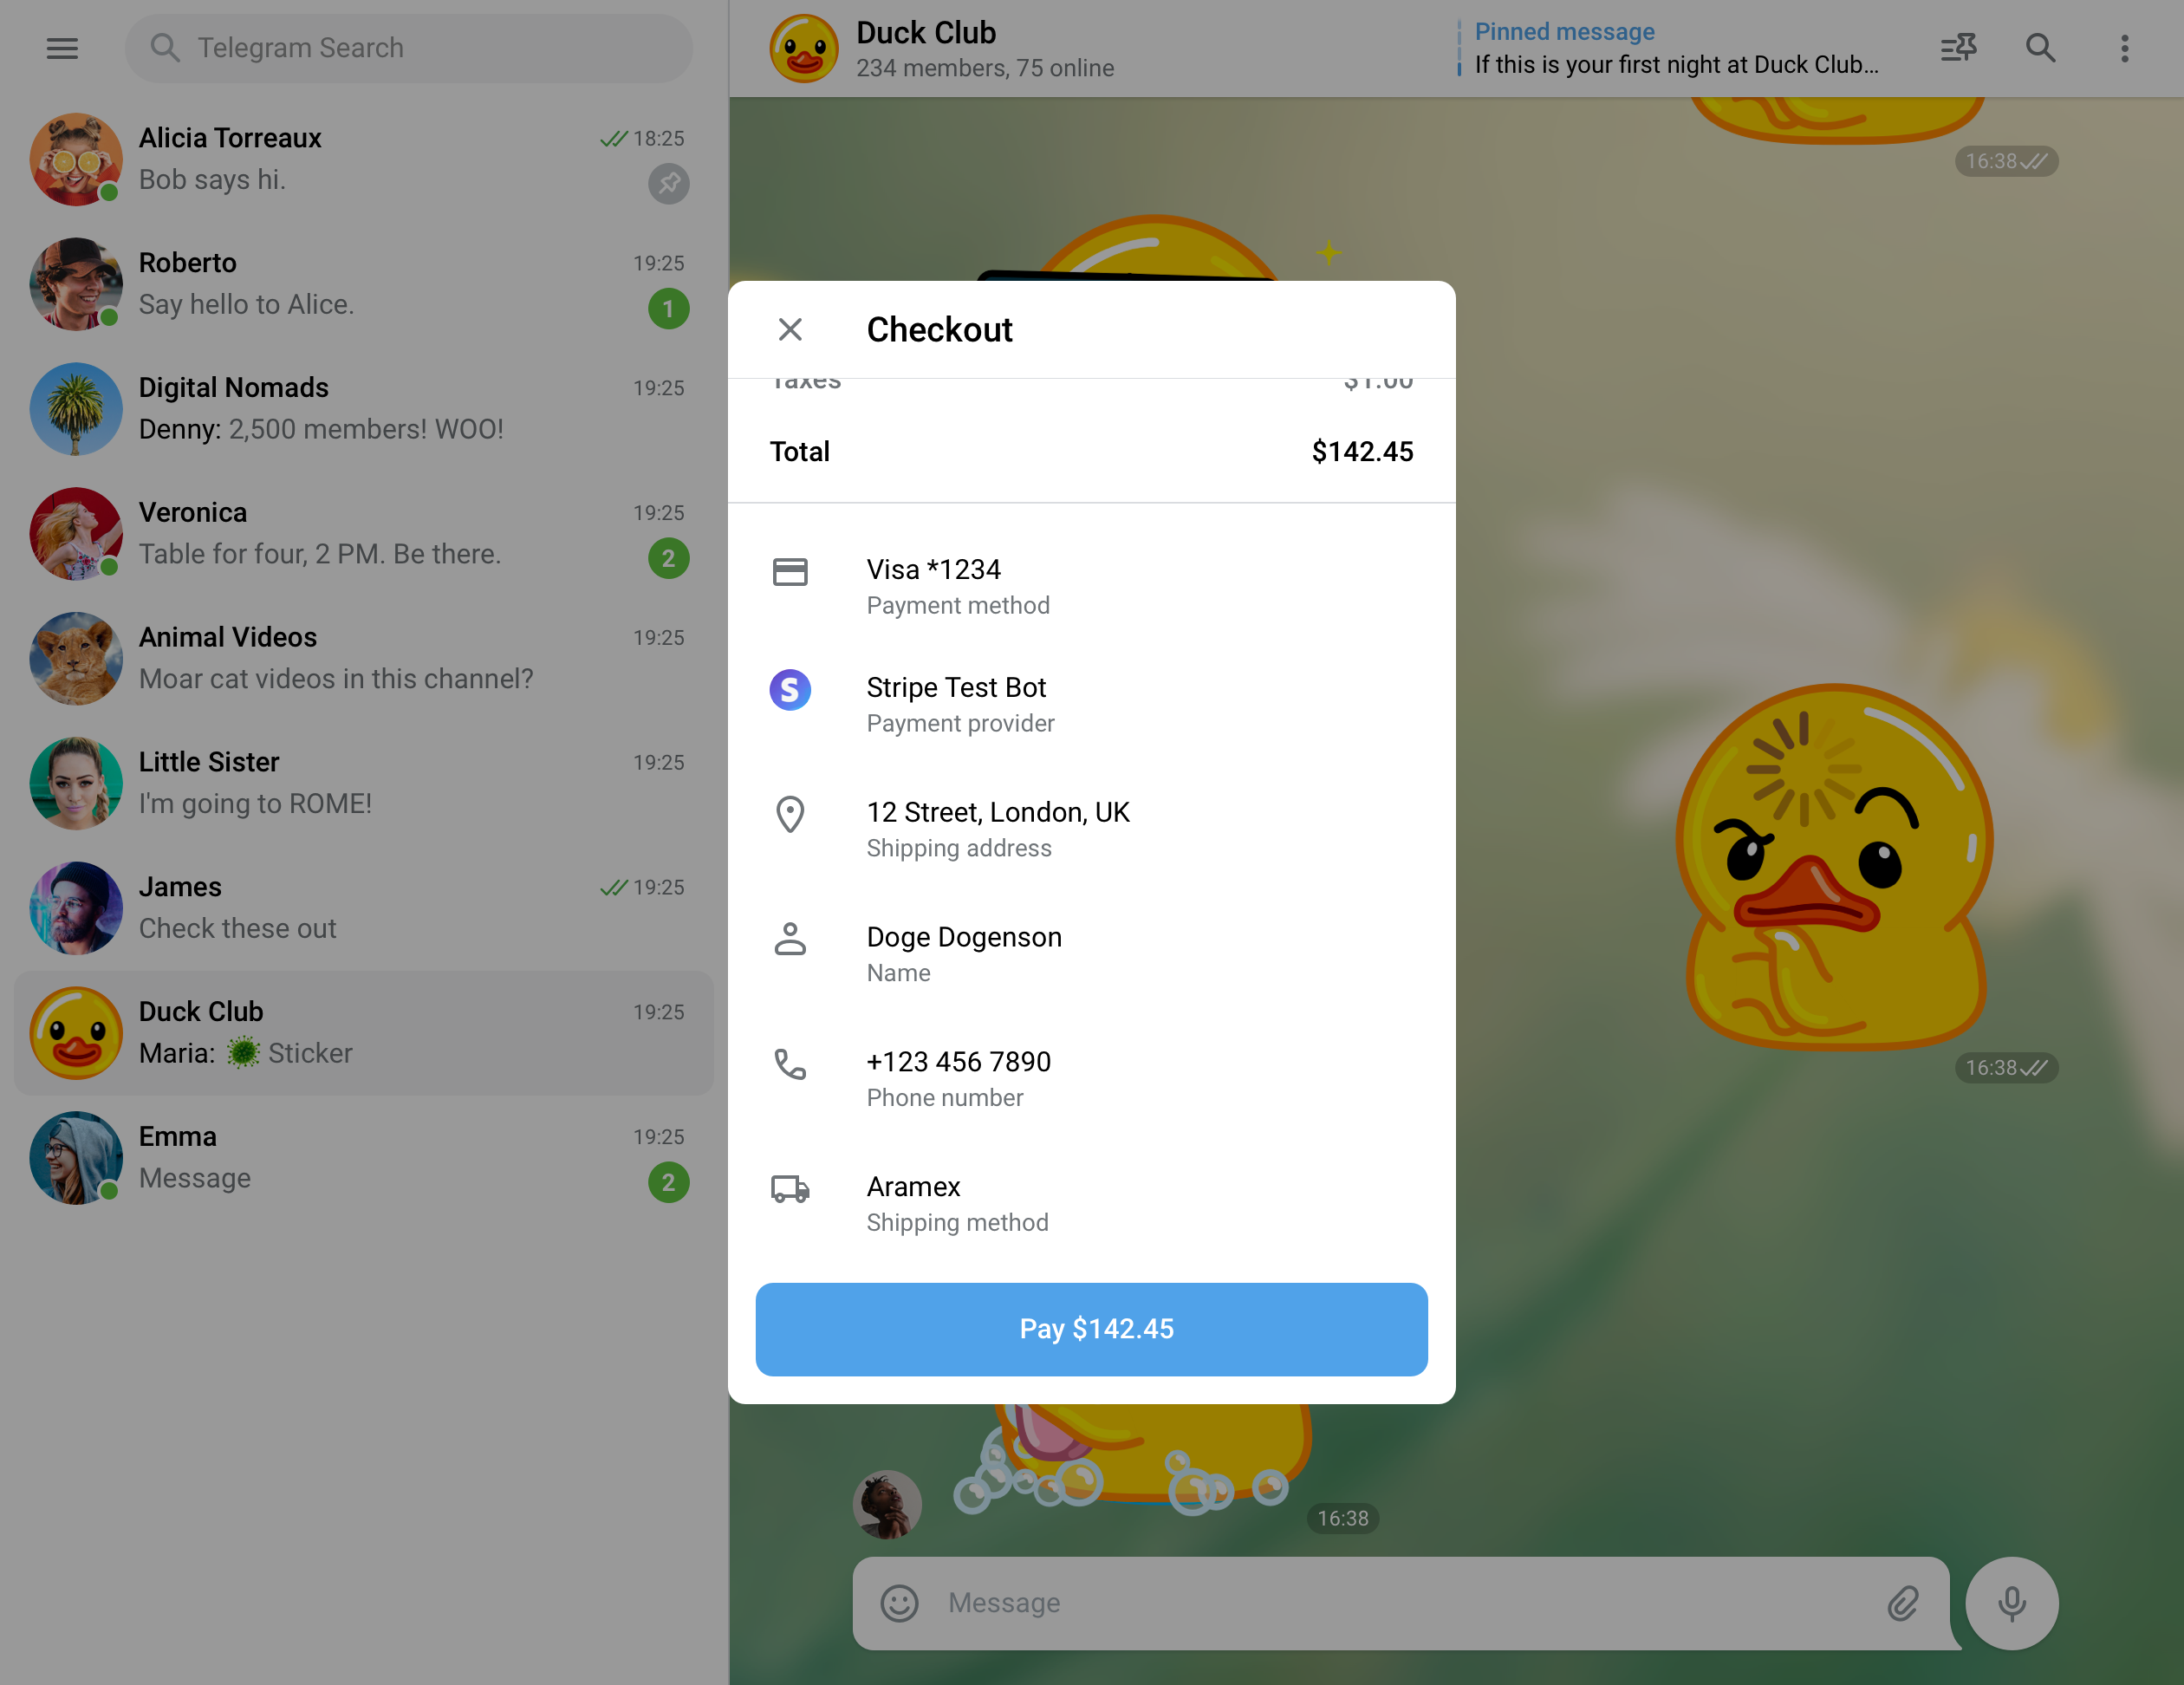 Telegram Search
Alicia Torreaux
18:25
Bob says hi.
Roberto
19:25
Say hello to Alice.
1
Digital Nomads
19:25
Denny: 2,500 members! WOO!
Veronica
19:25
Table for four, 2 PM. Be there.
2
Animal Videos
19:25
Moar cat videos in this channel?
Little Sister
19:25
I'm going to ROME!
James
19:25
Check these out
Duck Club
19:25
Maria: Sticker
Emma
19:25
Message
2
Duck Club
234 members, 75 online
Pinned message
If this is your first night at Duck Club...
16:38
Checkout
Taxes $1.00
Total $142.45
Visa *1234
Payment method
S
Stripe Test Bot
Payment provider
12 Street, London, UK
Shipping address
Doge Dogenson
Name
+123 456 7890
Phone number
Aramex
Shipping method
Pay $142.45
16:38
16:38
Message